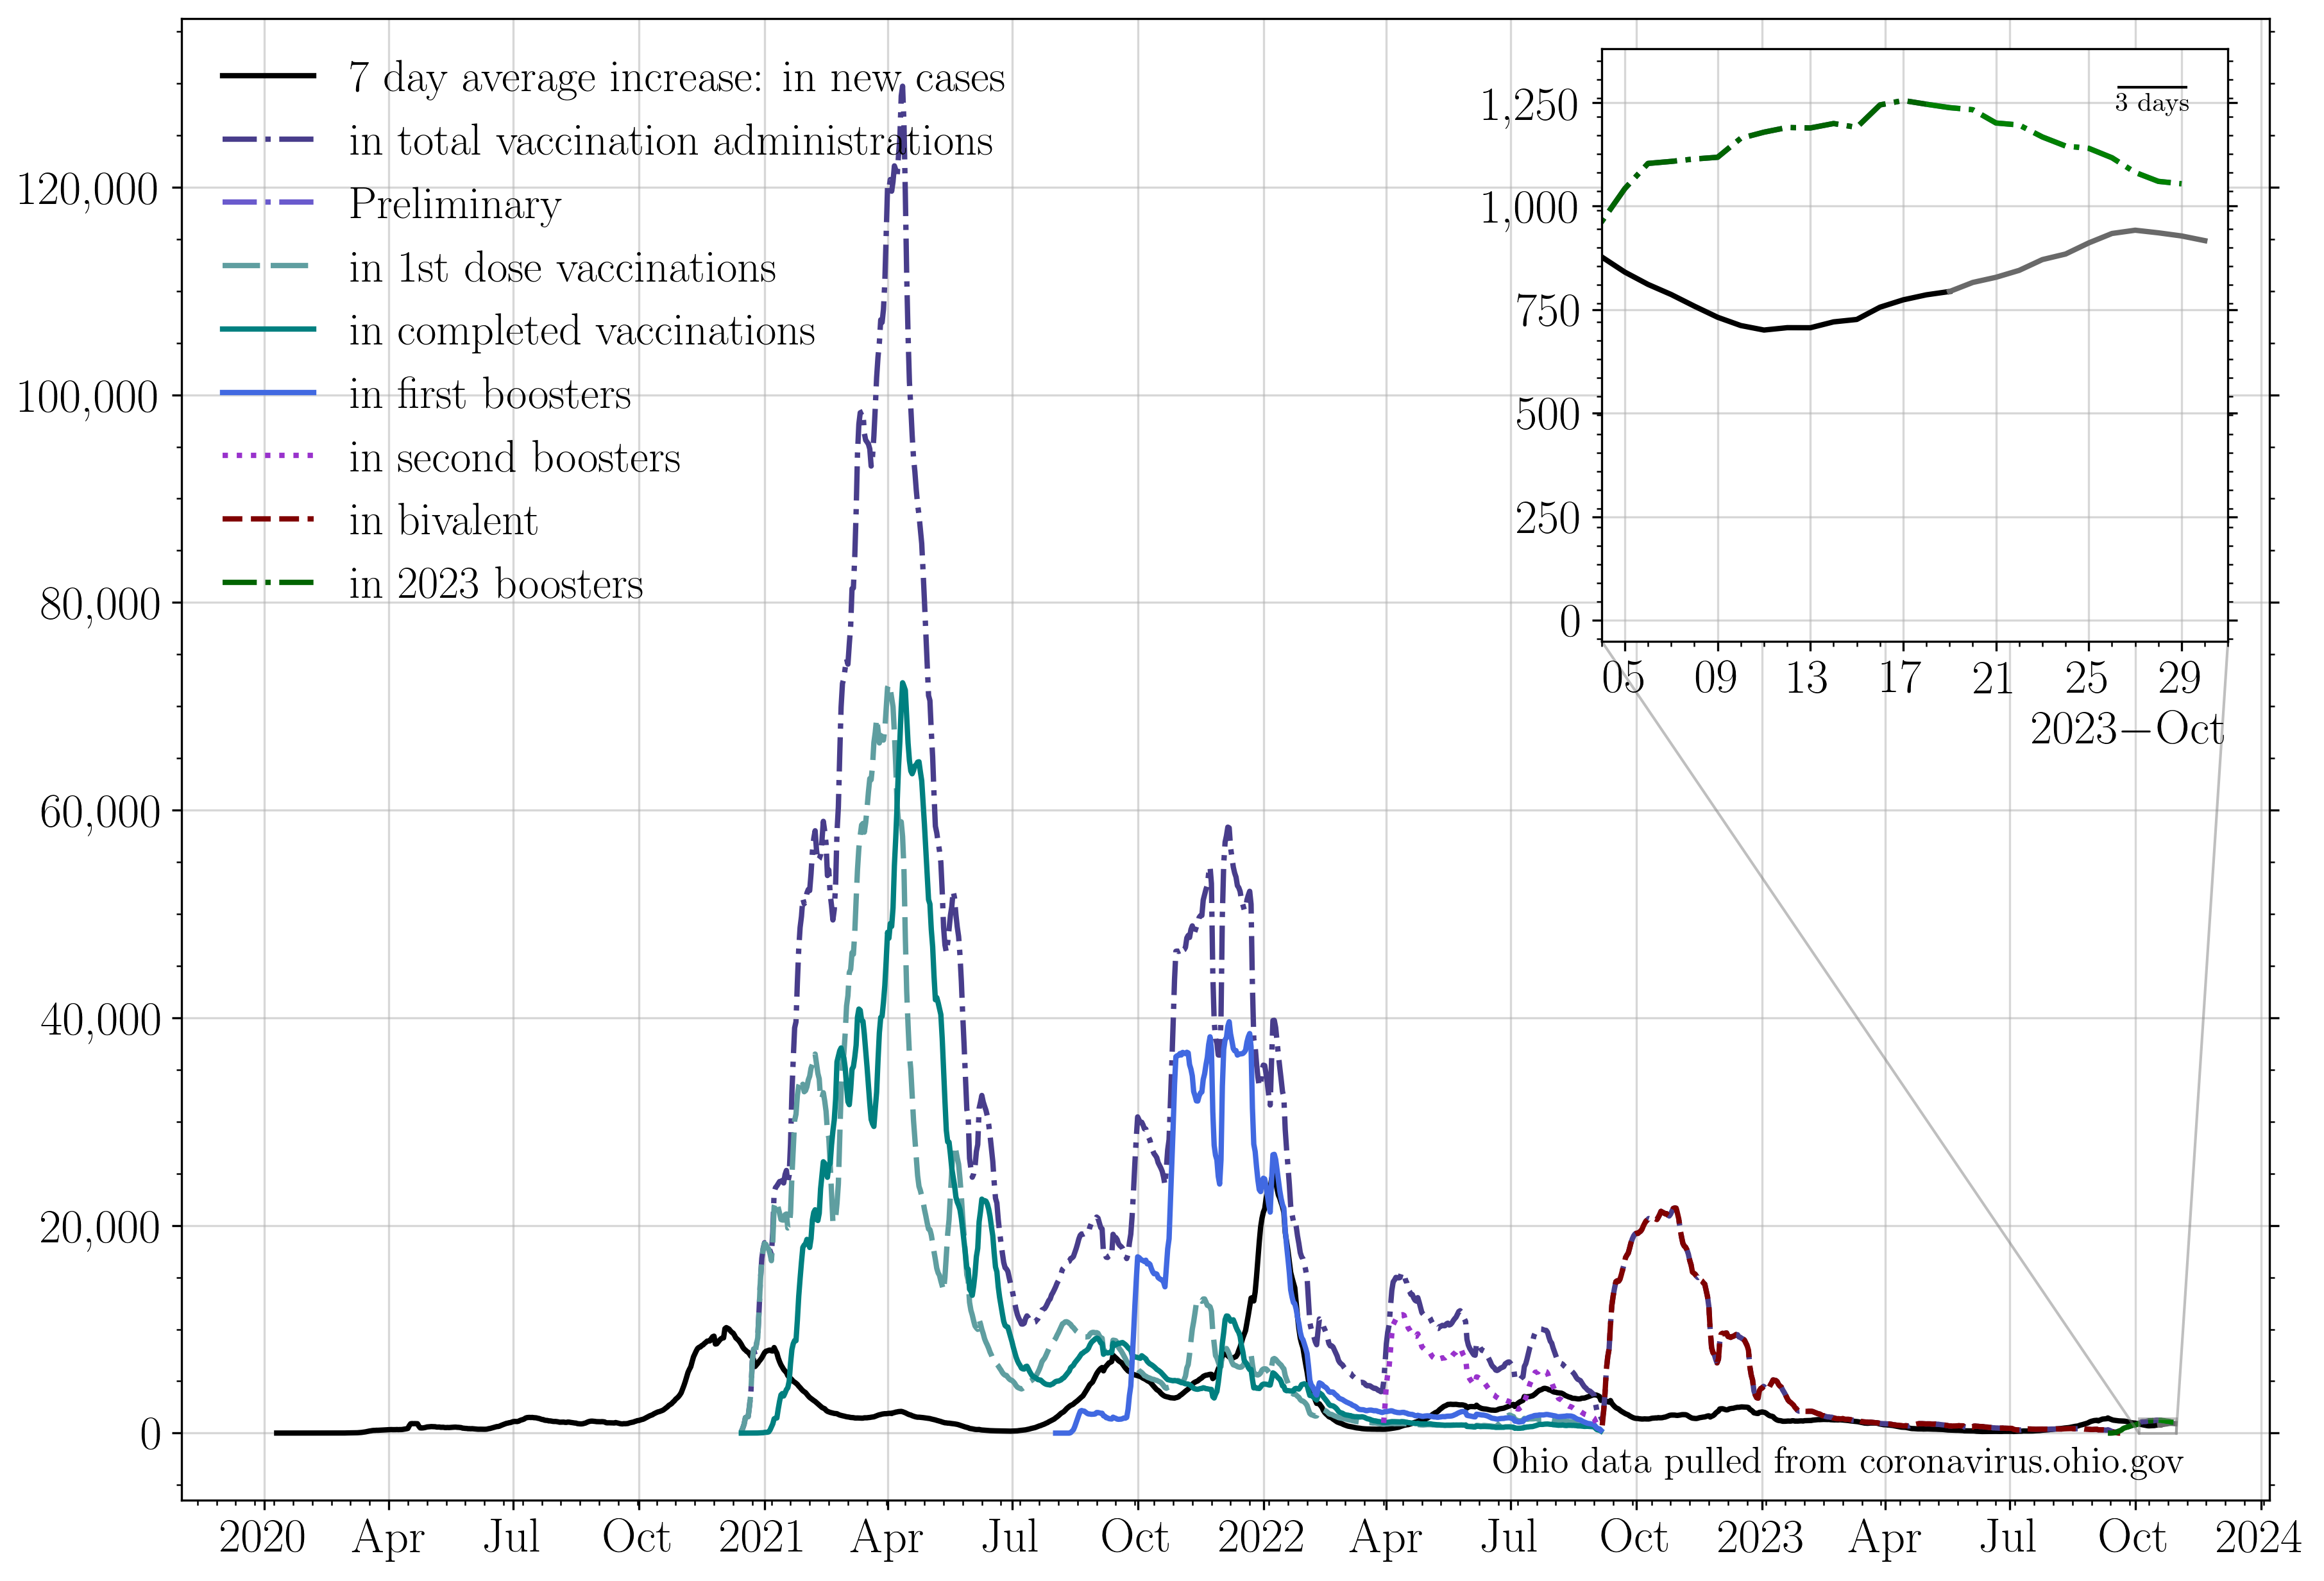 7 day average increase: in new cases
in total vaccination administrations
Preliminary
in 1st dose vaccinations
in completed vaccinations
in first boosters
in second boosters
in bivalent
in 2023 boosters
120,000
100,000
80,000
60,000
40,000
20,000
0
3 days
1,250
1,000
750
500
250
0
05 09 13 17 21 25 29
2023−Oct
Ohio data pulled from coronavirus.ohio.gov
2020 Apr Jul Oct 2021 Apr Jul Oct 2022 Apr Jul Oct 2023 Apr Jul Oct 2024